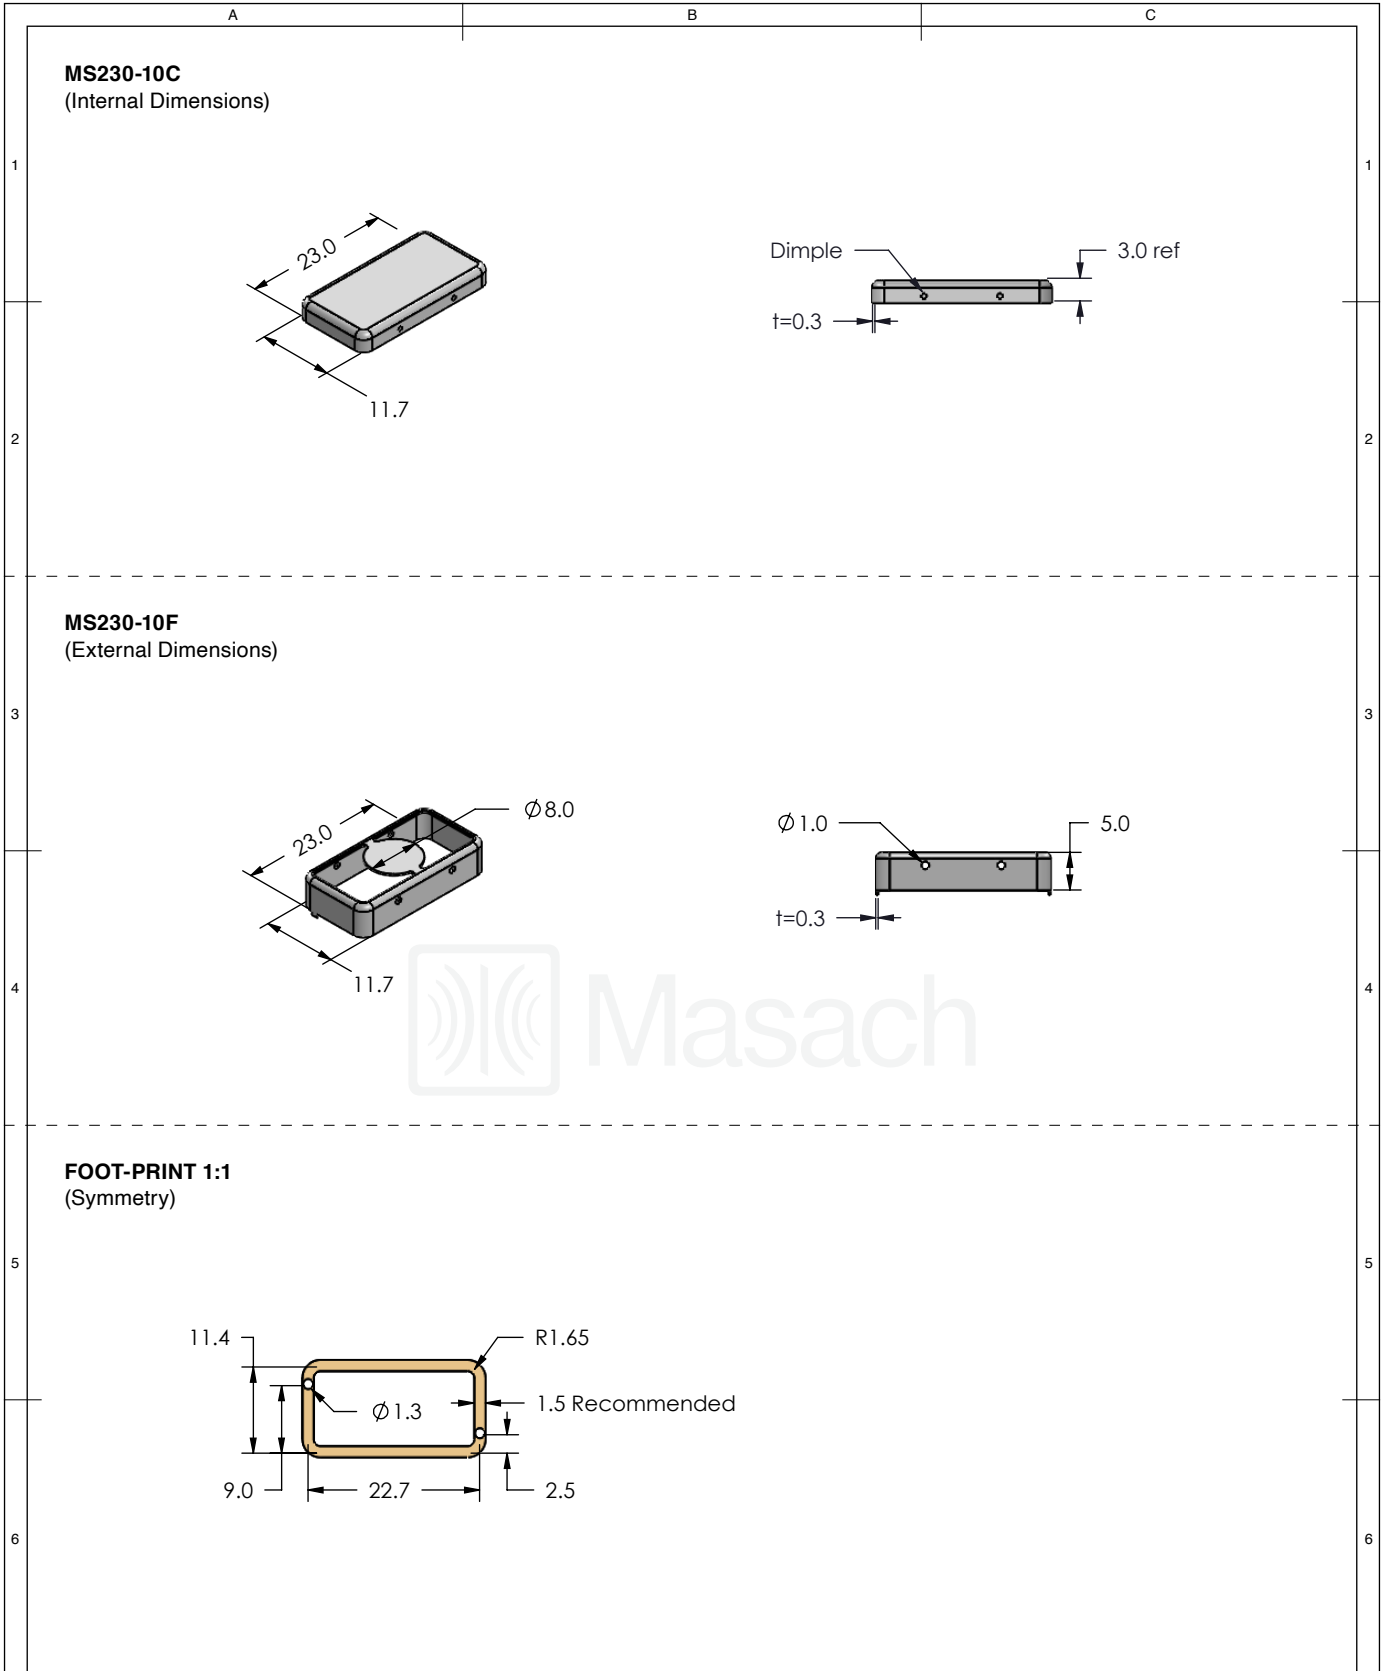 A B C
MS230-10C
(Internal Dimensions)
1 1
23.0
Dimple 3.0 ref
t=0.3
11.7
2 2
MS230-10F
(External Dimensions)
3 3
23.0 ∅8.0
∅1.0 5.0
t=0.3
11.7
4 4
Masach
FOOT-PRINT 1:1
(Symmetry)
5 5
11.4 R1.65
∅1.3 1.5 Recommended
9.0 22.7 2.5
6 6